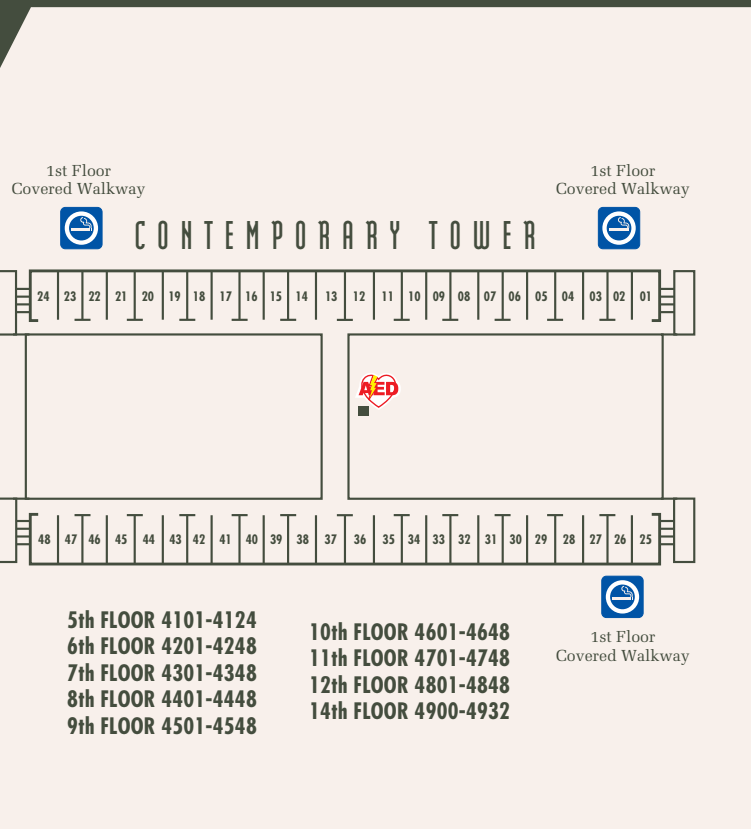 1st Floor
Covered Walkway
1st Floor
Covered Walkway
CONTEMPORARY TOWER
24 23 22 21 20 19 18 17 16 15 14 13 12 11 10 09 08 07 06 05 04 03 02 01
AED
48 47 46 45 44 43 42 41 40 39 38 37 36 35 34 33 32 31 30 29 28 27 26 25
5th FLOOR 4101-4124
6th FLOOR 4201-4248
7th FLOOR 4301-4348
8th FLOOR 4401-4448
9th FLOOR 4501-4548
10th FLOOR 4601-4648
11th FLOOR 4701-4748
12th FLOOR 4801-4848
14th FLOOR 4900-4932
1st Floor
Covered Walkway